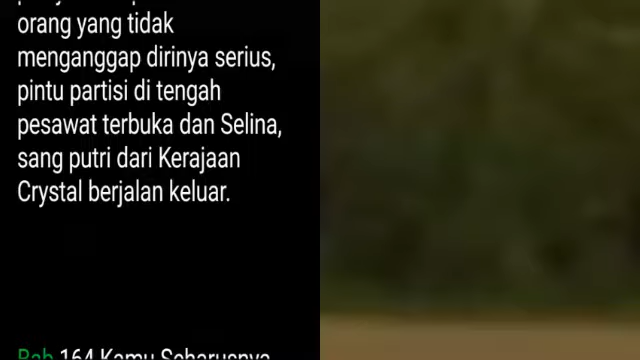 orang yang tidak
menganggap dirinya serius,
pintu partisi di tengah
pesawat terbuka dan Selina,
sang putri dari Kerajaan
Crystal berjalan keluar.
Bab 164 Kamu Seharusnya